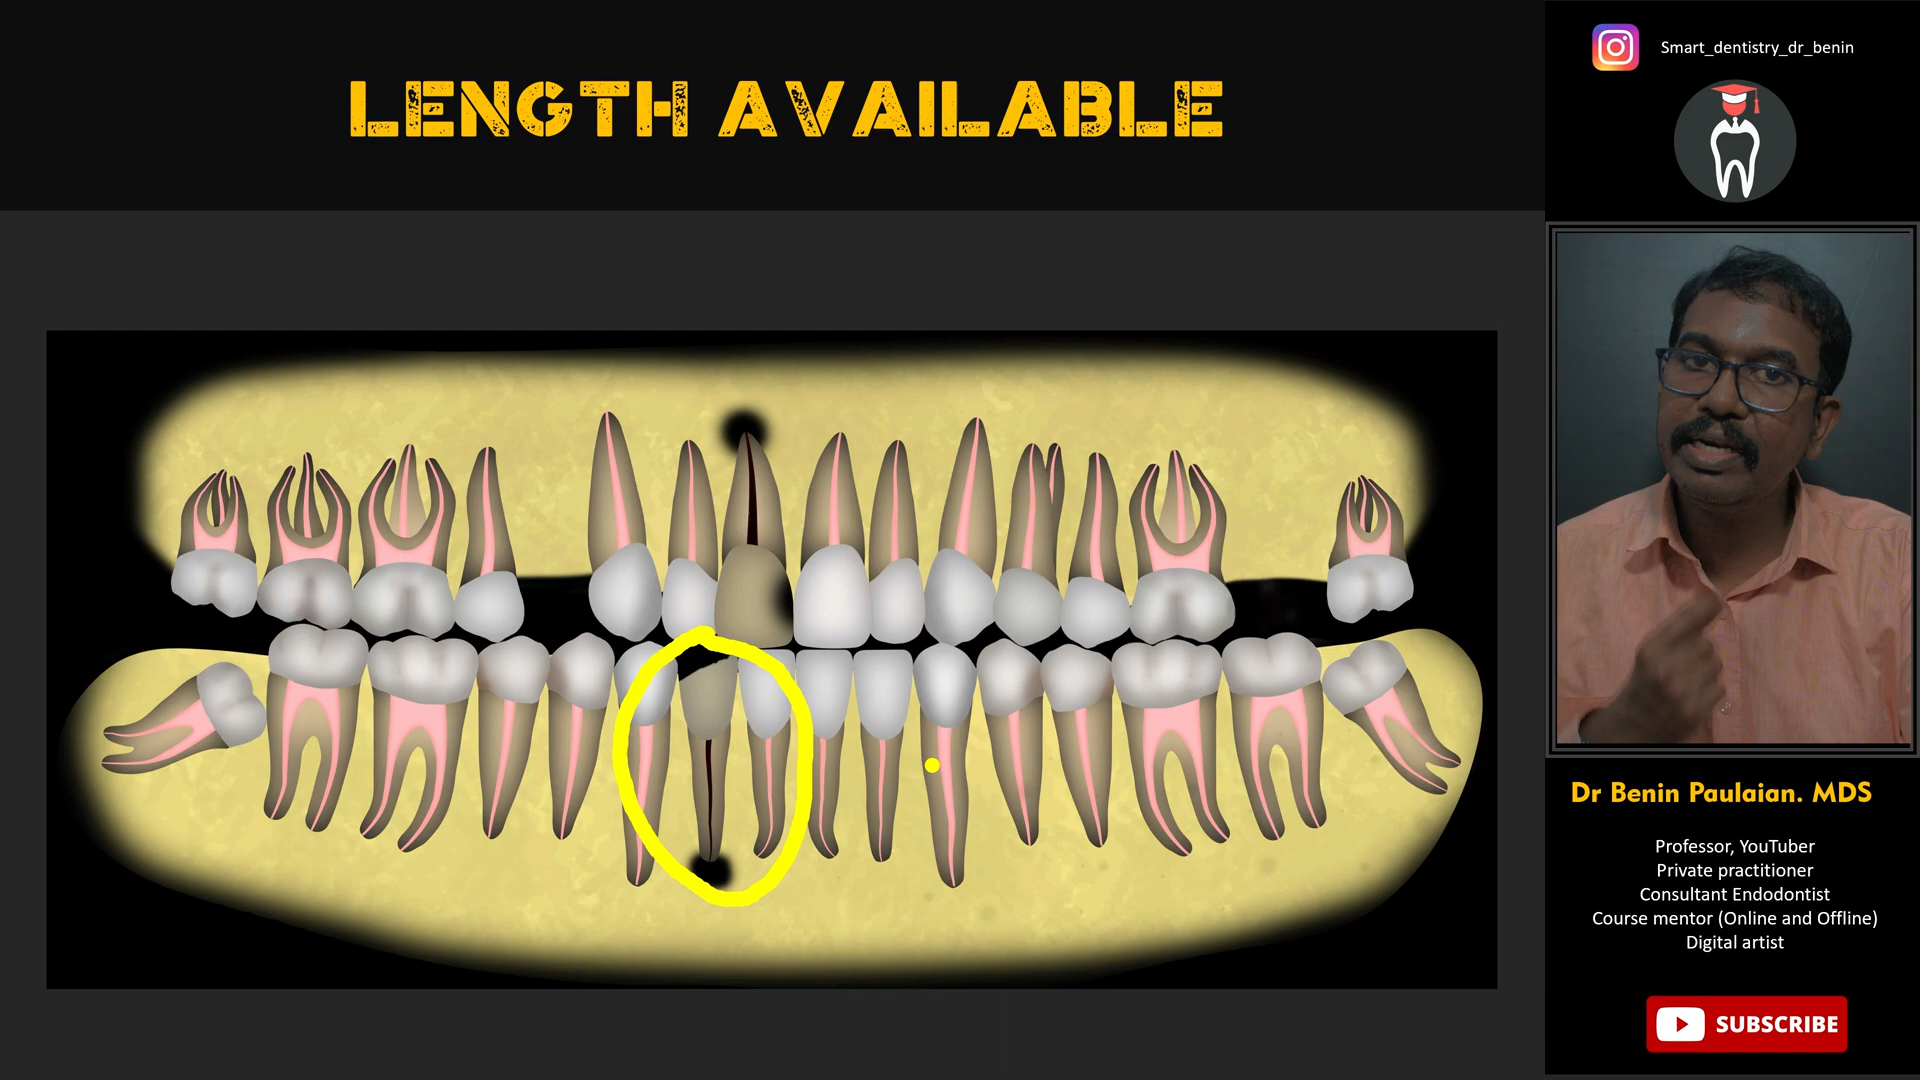 LENGTH AVAILABLE
Smart_dentistry_dr_benin
Dr Benin Paulaian. MDS
Professor, YouTuber
Private practitioner
Consultant Endodontist
Course mentor (Online and Offline)
Digital artist
SUBSCRIBE